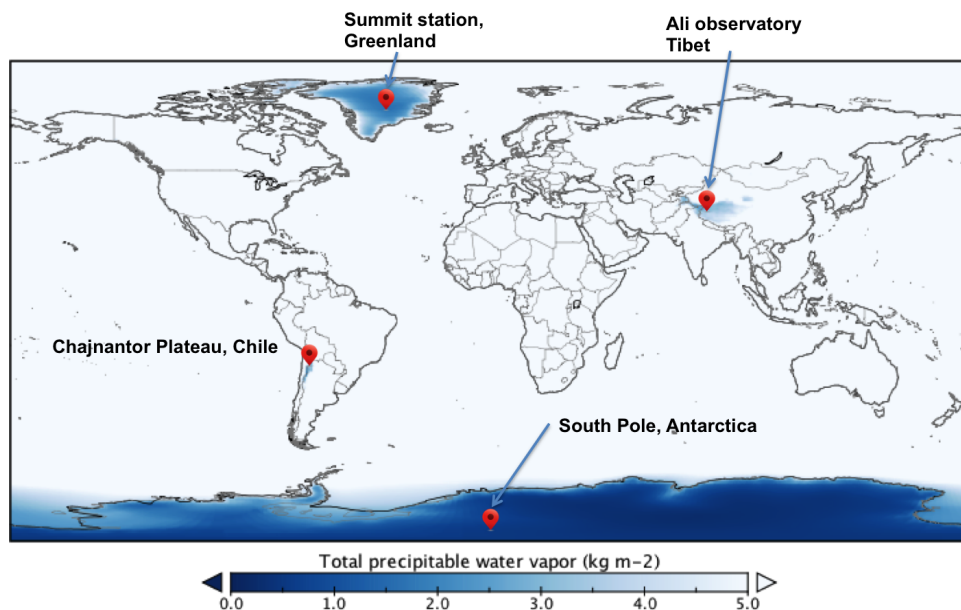 Summit station,
Greenland
Ali observatory
Tibet
Chajnantor Plateau, Chile
South Pole, Antarctica
Total precipitable water vapor (kg m-2)
0.0 1.0 2.0 3.0 4.0 5.0